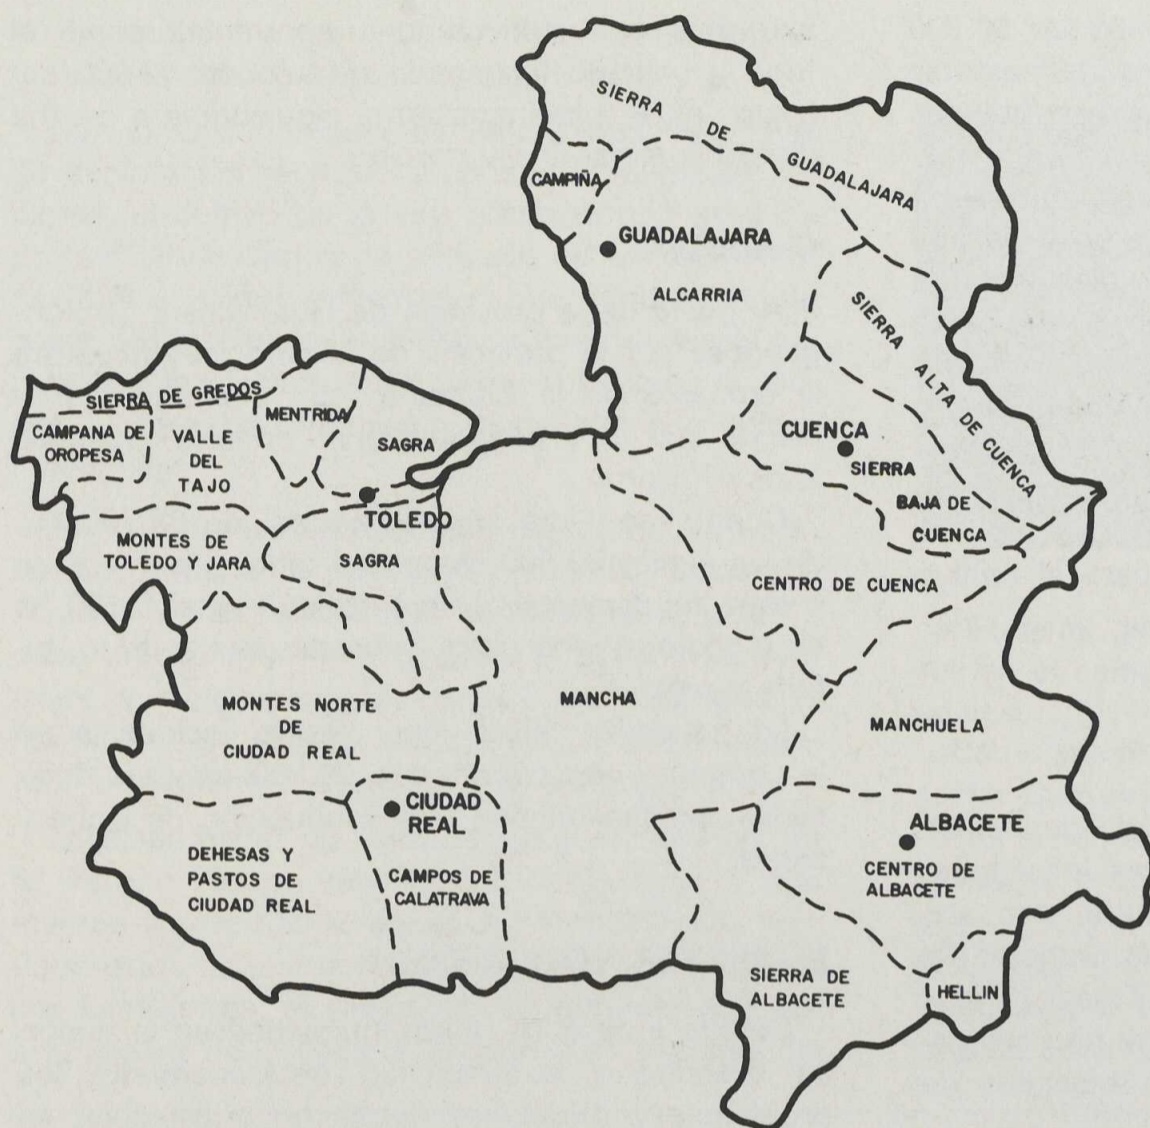 SIERRA
DE
GUADALAJARA
CAMPIÑA
GUADALAJARA
ALCARRIA
SIERRA
ALTA
DE CUENCA
SIERRA DE GREDOS
MENTRIDA
CAMPANA DE
OROPESA
VALLE
DEL
TAJO
SAGRA
CUENCA
SIERRA
BAJA DE
CUENCA
TOLEDO
MONTES DE
TOLEDO Y JARA
SAGRA
CENTRO DE CUENCA
MONTES NORTE
DE
CIUDAD REAL
MANCHA
MANCHUELA
CIUDAD
REAL
ALBACETE
DEHESAS Y
PASTOS DE
CIUDAD REAL
CAMPOS DE
CALATRAVA
CENTRO DE
ALBACETE
SIERRA DE
ALBACETE
HELLIN